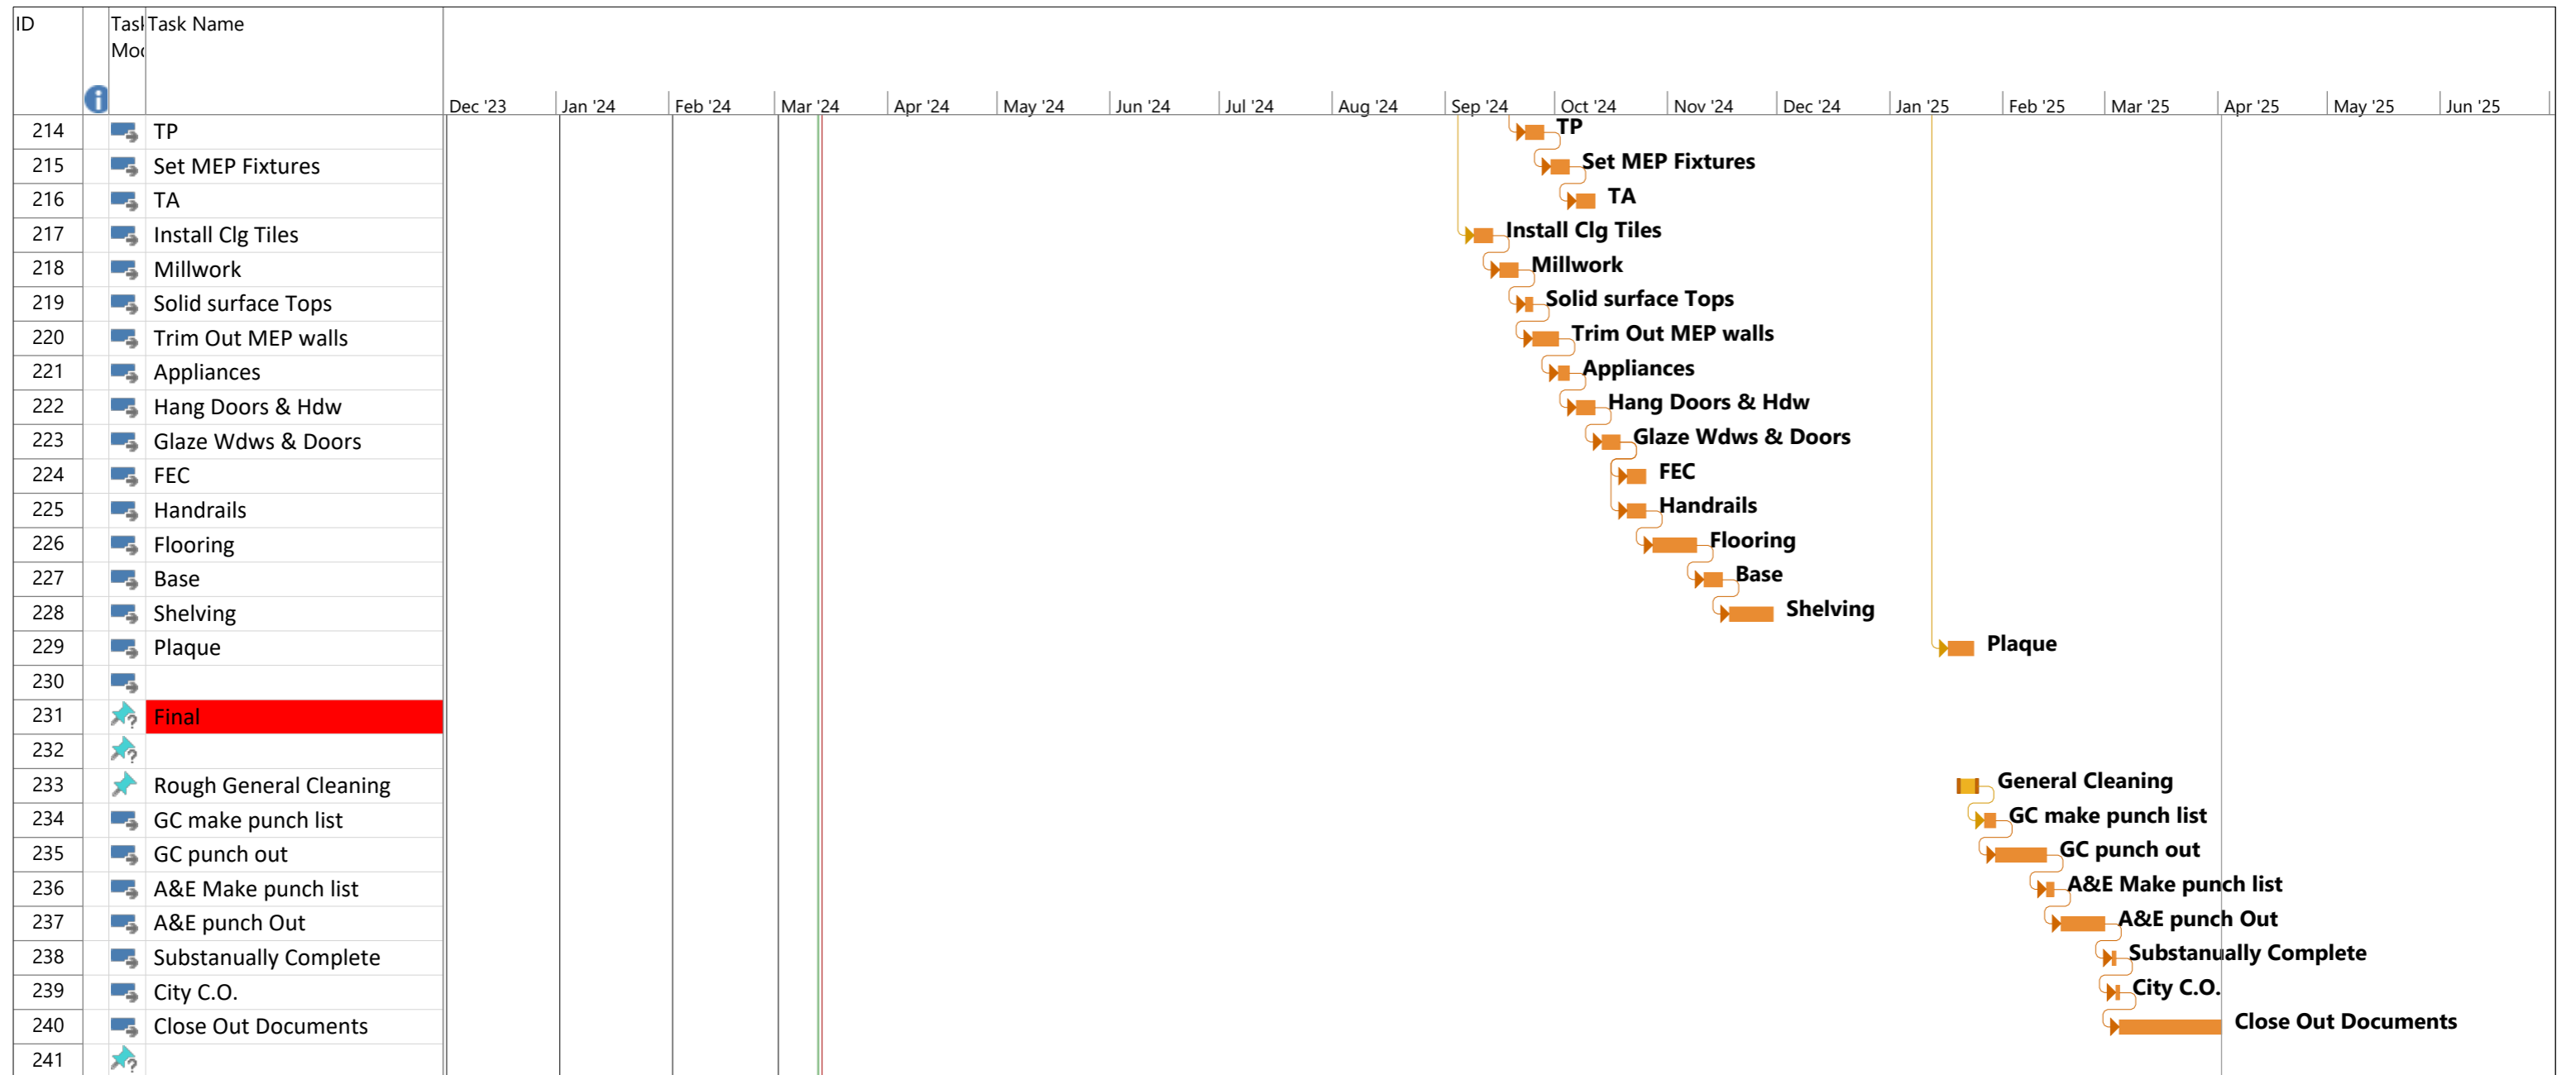 ID Task Name
Dec '23 Jan '24 Feb '24 Mar '24 Apr '24 May '24 Jun '24 Jul '24 Aug '24 Sep '24 Oct '24 Nov '24 Dec '24 Jan '25 Feb '25 Mar '25 Apr '25 May '25 Jun '25
214 TP TP
215 Set MEP Fixtures Set MEP Fixtures
216 TA TA
217 Install Clg Tiles Install Clg Tiles
218 Millwork Millwork
219 Solid surface Tops Solid surface Tops
220 Trim Out MEP walls Trim Out MEP walls
221 Appliances Appliances
222 Hang Doors & Hdw Hang Doors & Hdw
223 Glaze Wdws & Doors Glaze Wdws & Doors
224 FEC FEC
225 Handrails Handrails
226 Flooring Flooring
227 Base Base
228 Shelving Shelving
229 Plaque Plaque
230
231 Final
232
233 Rough General Cleaning General Cleaning
234 GC make punch list GC make punch list
235 GC punch out GC punch out
236 A&E Make punch list A&E Make punch list
237 A&E punch Out A&E punch Out
238 Substanually Complete Substanually Complete
239 City C.O. City C.O.
240 Close Out Documents Close Out Documents
241